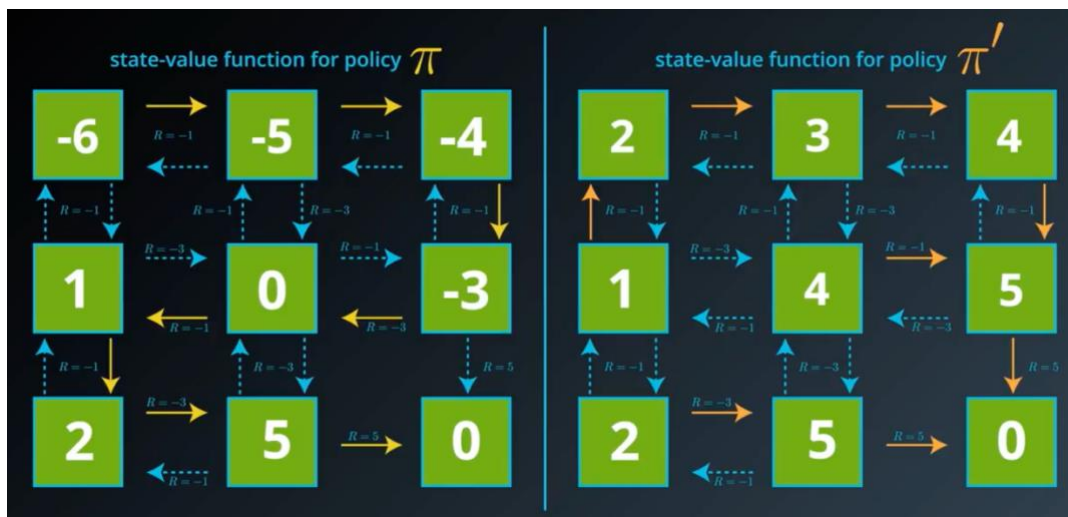 state-value function for policy π
-6 -5 -4
R = −1 R = −1
R = −1 R = −1 R = −3 R = −1
R = −3 R = −1
1 0 -3
R = −1 R = −3
R = −1 R = −3 R = 5
R = −3
2 5 0
R = 5
R = −1
state-value function for policy π′
2 3 4
R = −1 R = −1
R = −1 R = −1 R = −3 R = −1
R = −3 R = −1
1 4 5
R = −1 R = −3
R = −1 R = −3 R = 5
R = −3
2 5 0
R = 5
R = −1